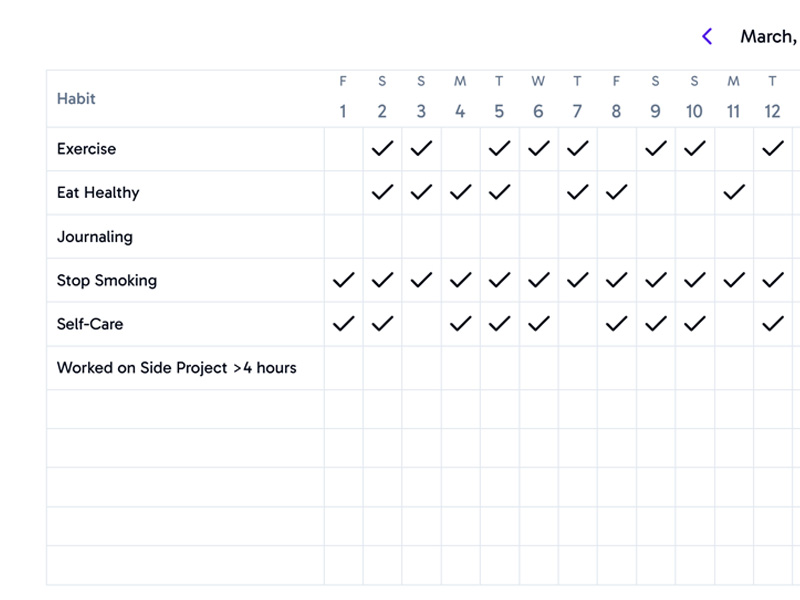 March,
F S S M T W T F S S M T
Habit
1 2 3 4 5 6 7 8 9 10 11 12
Exercise
Eat Healthy
Journaling
Stop Smoking
Self-Care
Worked on Side Project >4 hours